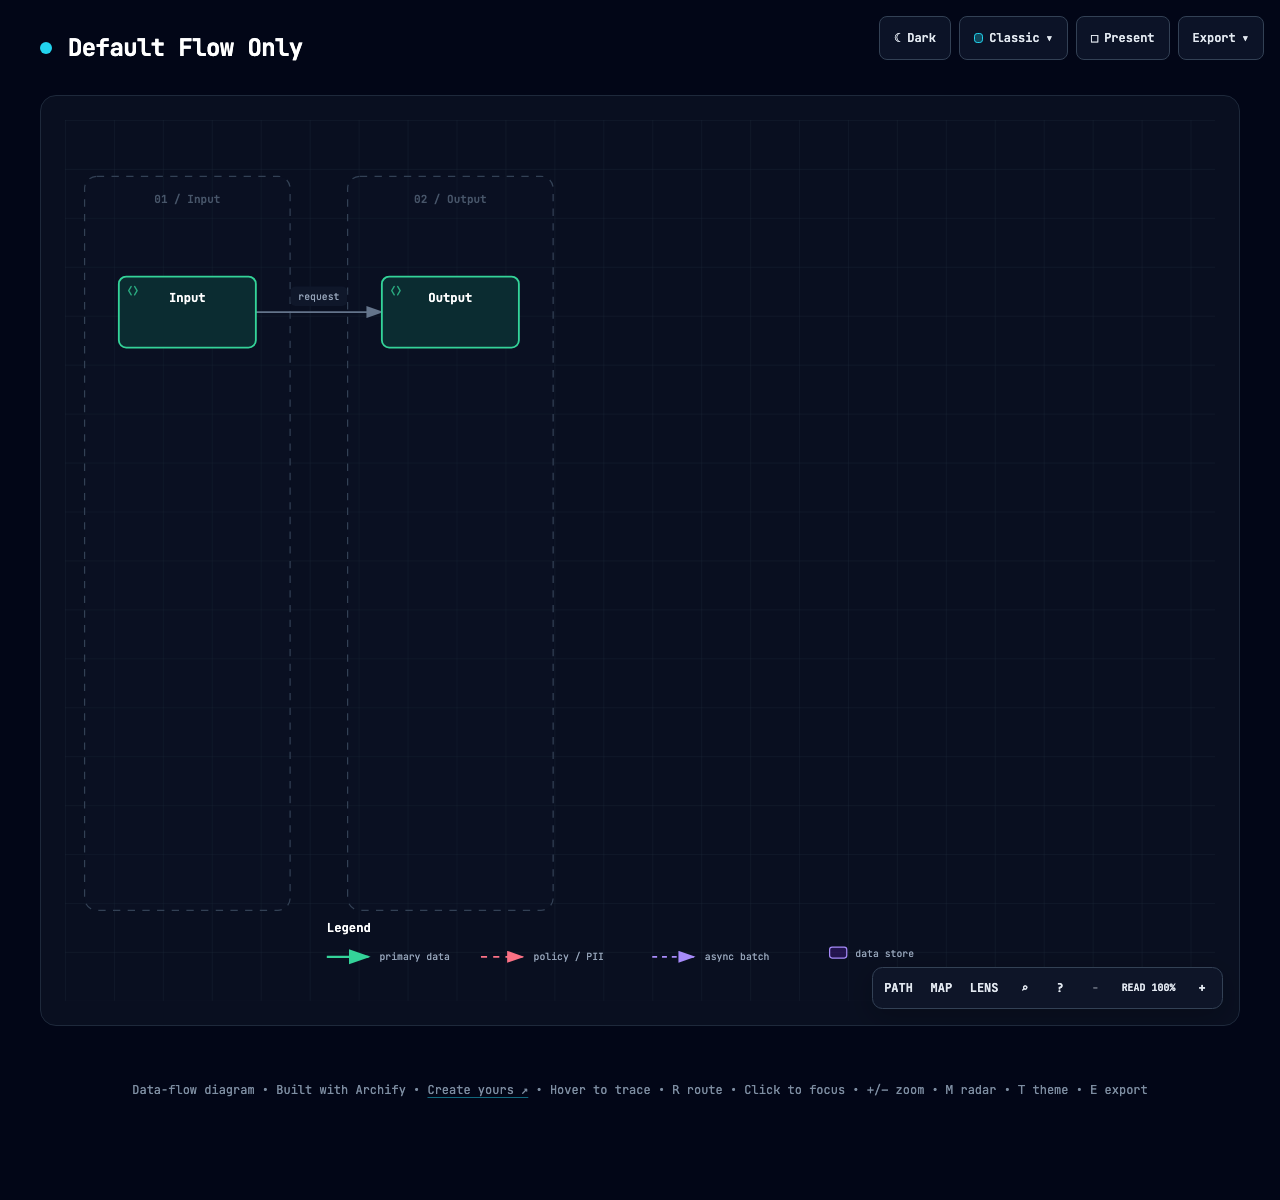 Default Flow Only
☾ Dark
Classic ▾
□ Present
Export ▾
01 / Input
02 / Output
Input
request
Output
Legend
primary data
policy / PII
async batch
data store
PATH MAP LENS ⌕ ? − READ 100% +
Data-flow diagram • Built with Archify • Create yours ↗ • Hover to trace • R route • Click to focus • +/− zoom • M radar • T theme • E export